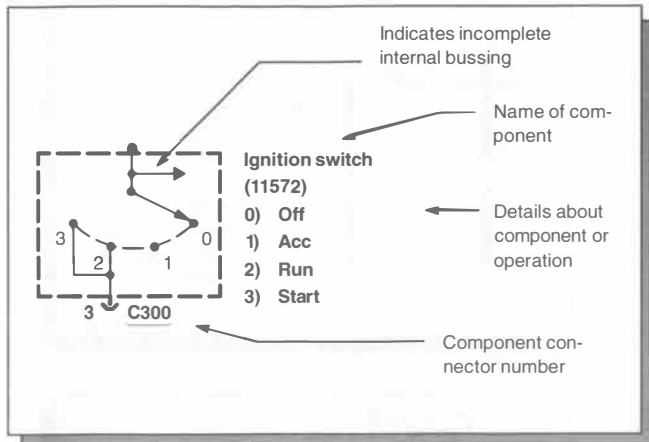 Indicates incomplete
internal bussing
Name of com-
ponent
Ignition switch
(11572)
0) Off
1) Acc
2) Run
3) Start
Details about
component or
operation
3
2
1
0
3 C300
Component con-
nector number